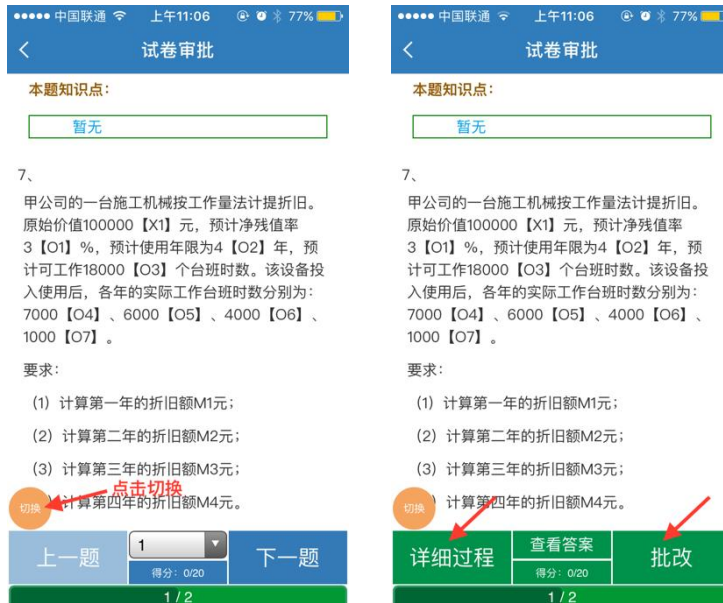 中国联通 上午11:06 77%
试卷审批
本题知识点：
暂无
7、
甲公司的一台施工机械按工作量法计提折旧。
原始价值100000【X1】元，预计净残值率
3【O1】%，预计使用年限为4【O2】年，预
计可工作18000【O3】个台班时数。该设备投
入使用后，各年的实际工作台班时数分别为：
7000【O4】、6000【O5】、4000【O6】、
1000【O7】。
要求：
（1）计算第一年的折旧额M1元；
（2）计算第二年的折旧额M2元；
（3）计算第三年的折旧额M3元；
点击切换
切换 ）计算第四年的折旧额M4元。
上一题
1
得分：0/20
下一题
1 / 2
中国联通 上午11:06 77%
试卷审批
本题知识点：
暂无
7、
甲公司的一台施工机械按工作量法计提折旧。
原始价值100000【X1】元，预计净残值率
3【O1】%，预计使用年限为4【O2】年，预
计可工作18000【O3】个台班时数。该设备投
入使用后，各年的实际工作台班时数分别为：
7000【O4】、6000【O5】、4000【O6】、
1000【O7】。
要求：
（1）计算第一年的折旧额M1元；
（2）计算第二年的折旧额M2元；
（3）计算第三年的折旧额M3元；
切换 ）计算第四年的折旧额M4元。
详细过程
查看答案
得分：0/20
批改
1 / 2